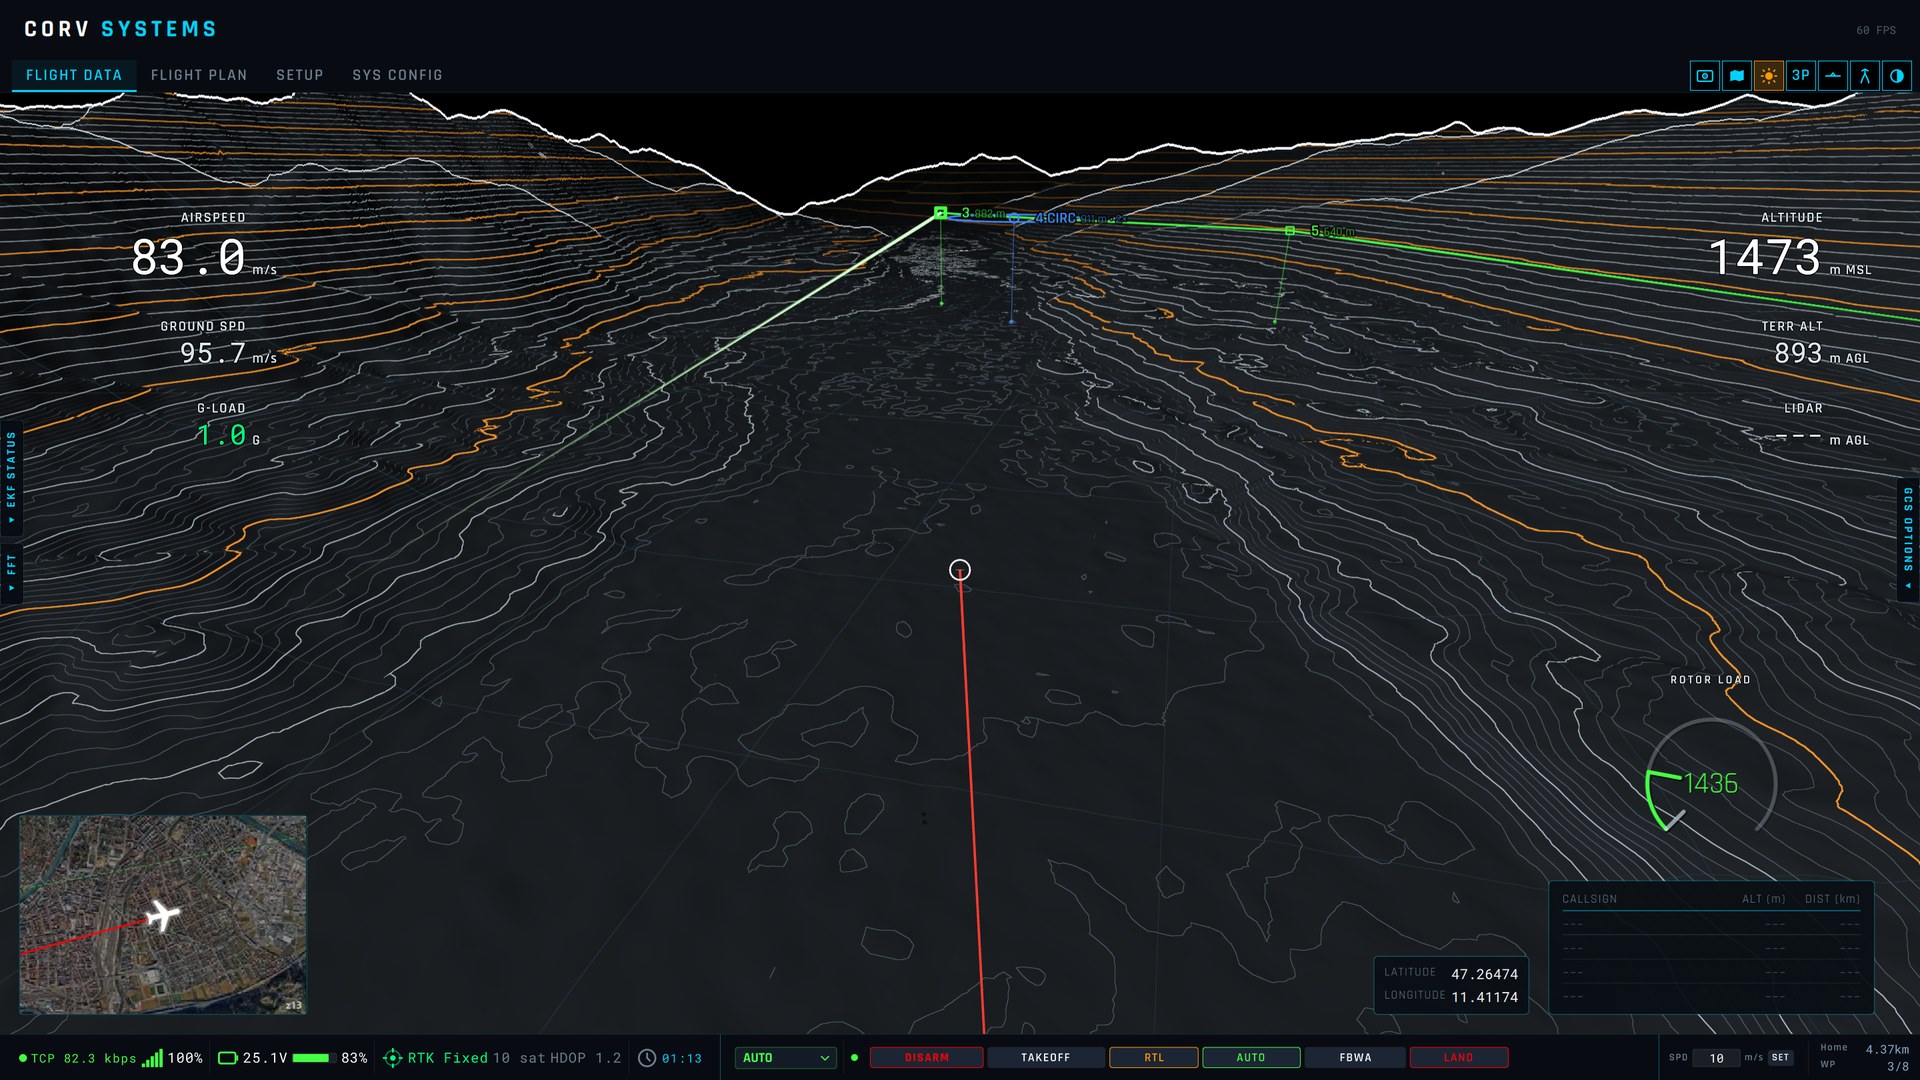 CORV SYSTEMS
60 FPS
FLIGHT DATA FLIGHT PLAN SETUP SYS CONFIG
3P
AIRSPEED
83.0 m/s
GROUND SPD
95.7 m/s
G-LOAD
1.0 G
EKF STATUS
FFT
3 882 m
4 CIRC
5 640 m
ALTITUDE
1473 m MSL
TERR ALT
893 m AGL
LIDAR
--- m AGL
GCS OPTIONS
ROTOR LOAD
1436
CALLSIGN ALT (m) DIST (km)
--- --- ---
--- --- ---
--- --- ---
--- --- ---
LATITUDE 47.26474
LONGITUDE 11.41174
z13
TCP 82.3 kbps 100% 25.1V 83% RTK Fixed 10 sat HDOP 1.2 01:13 AUTO DISARM TAKEOFF RTL AUTO FBWA LAND SPD 10 m/s SET
Home 4.37km
WP 3/8